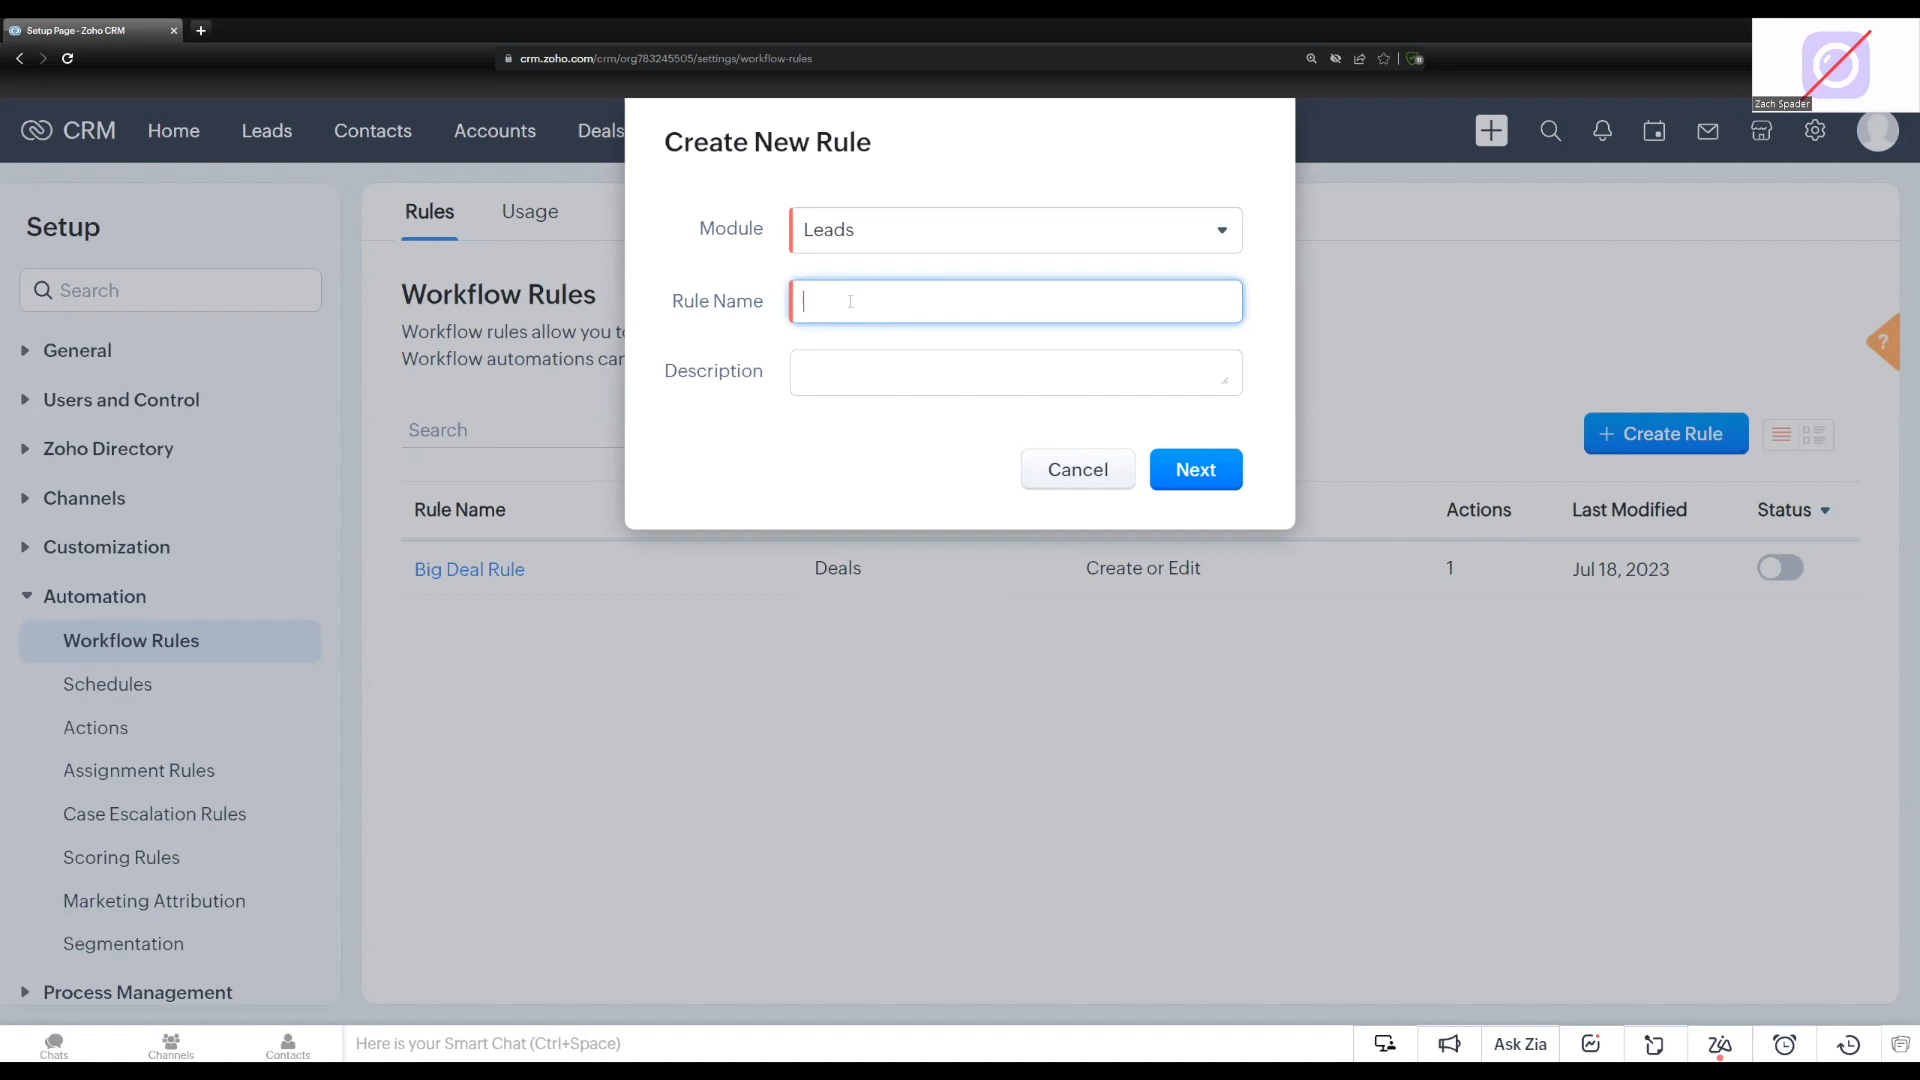 Setup Page - Zoho CRM
crm.zoho.com/crm/org783245505/settings/workflow-rules
Zach Spader
CRM
Home
Leads
Contacts
Accounts
Deals
Create New Rule
Module
Leads
Rule Name
Description
Cancel
Next
Setup
Search
General
Users and Control
Zoho Directory
Channels
Customization
Automation
Workflow Rules
Schedules
Actions
Assignment Rules
Case Escalation Rules
Scoring Rules
Marketing Attribution
Segmentation
Process Management
Rules
Usage
Workflow Rules
Workflow rules allow you to
Workflow automations can
Search
+ Create Rule
?
Rule Name
Actions
Last Modified
Status
Big Deal Rule
Deals
Create or Edit
1
Jul 18, 2023
Chats
Channels
Contacts
Here is your Smart Chat (Ctrl+Space)
Ask Zia